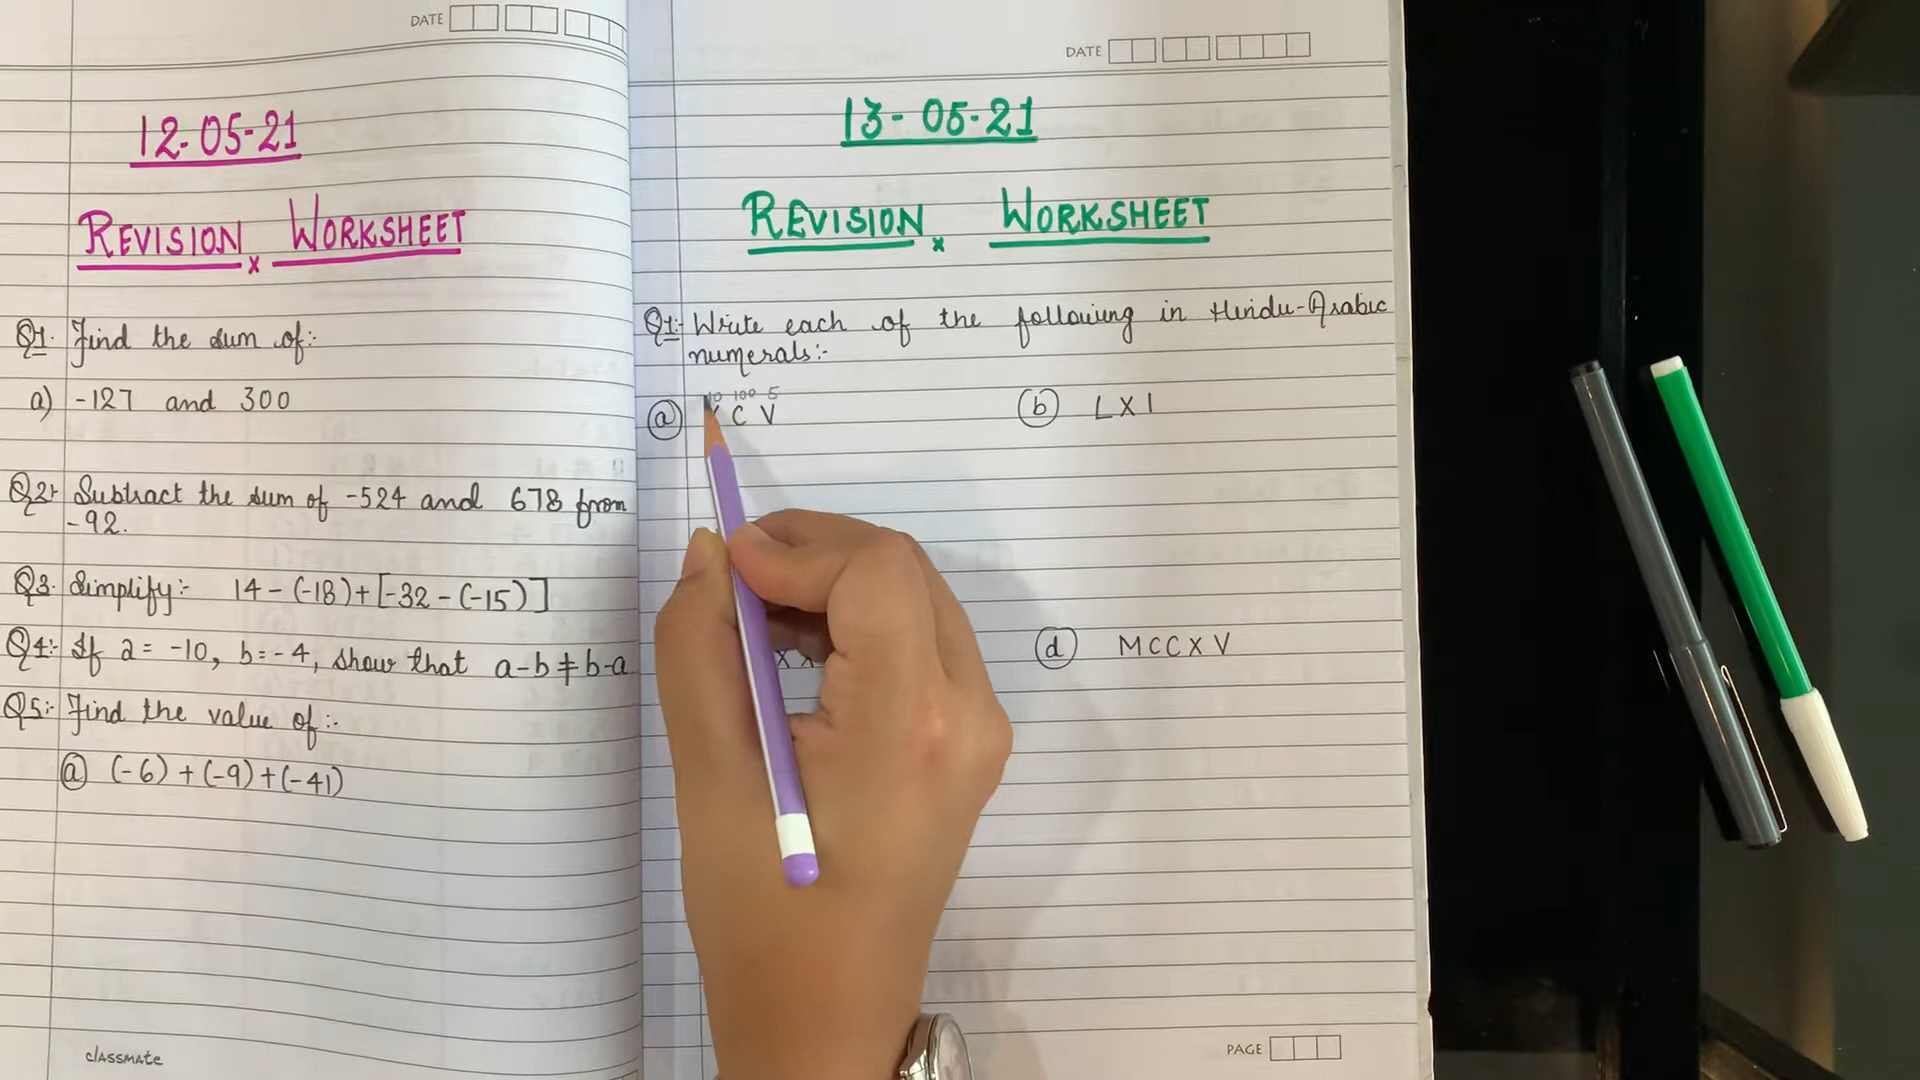 DATE
12-05-21
REVISION WORKSHEET
Q1. Find the sum of:-
a) -127 and 300
Q2:- Subtract the sum of -524 and 678 from
-92.
Q3. Simplify:- 14-(-18)+[-32-(-15)]
Q4:- If a= -10, b=-4, show that a-b≠b-a.
Q5:- Find the value of:-
a (-6)+(-9)+(-41)
classmate
DATE
13-05-21
REVISION WORKSHEET
Q1:- Write each of the following in Hindu-Arabic
numerals:-
10 100 5
a X C V
b L X I
X X
d M C C X V
PAGE